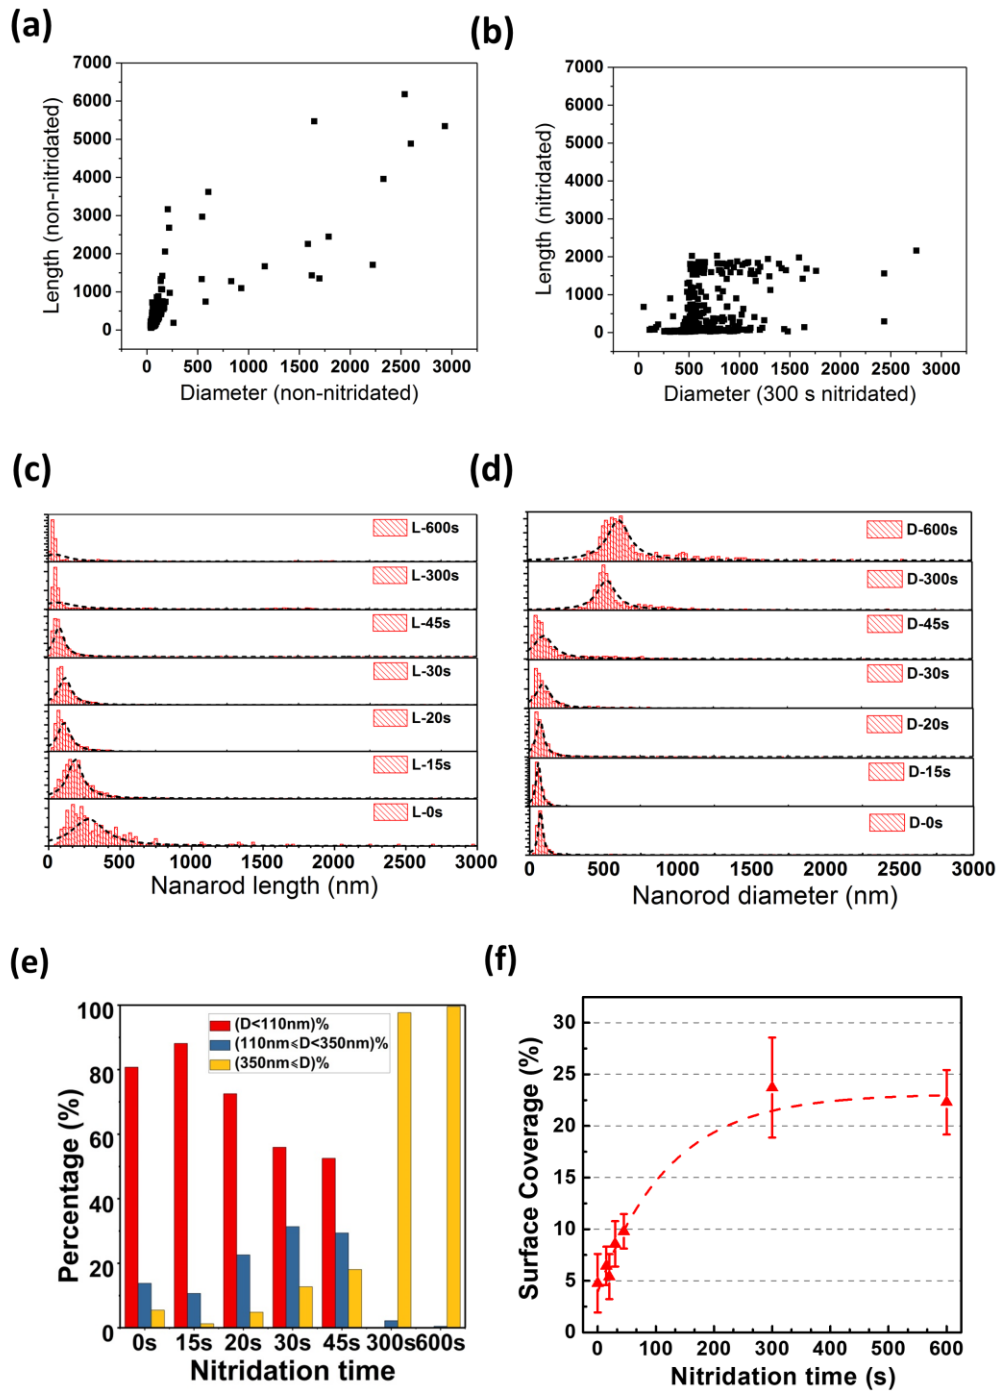 (a)
7000
6000
5000
4000
3000
2000
1000
0
Length (non-nitridated)
0 500 1000 1500 2000 2500 3000
Diameter (non-nitridated)
(b)
7000
6000
5000
4000
3000
2000
1000
0
Length (nitridated)
0 500 1000 1500 2000 2500 3000
Diameter (300 s nitridated)
(c)
L-600s
L-300s
L-45s
L-30s
L-20s
L-15s
L-0s
0 500 1000 1500 2000 2500 3000
Nanarod length (nm)
(d)
D-600s
D-300s
D-45s
D-30s
D-20s
D-15s
D-0s
0 500 1000 1500 2000 2500 3000
Nanorod diameter (nm)
(e)
100
80
60
40
20
0
Percentage (%)
(D<110nm)%
(110nm⩽D<350nm)%
(350nm⩽D)%
0s 15s 20s 30s 45s 300s 600s
Nitridation time
(f)
30
25
20
15
10
5
0
Surface Coverage (%)
0 100 200 300 400 500 600
Nitridation time (s)